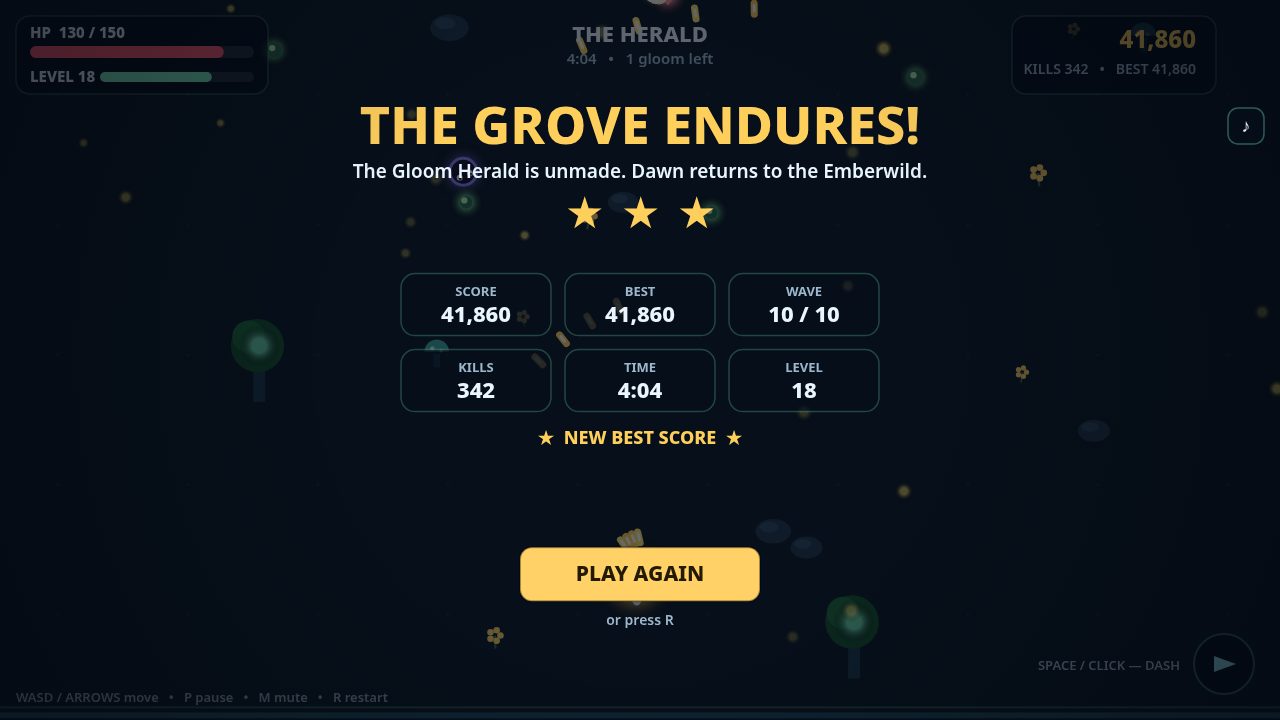 HP 130 / 150
LEVEL 18
THE HERALD
4:04 • 1 gloom left
41,860
KILLS 342 • BEST 41,860
♪
THE GROVE ENDURES!
The Gloom Herald is unmade. Dawn returns to the Emberwild.
★ ★ ★
SCORE
41,860
BEST
41,860
WAVE
10 / 10
KILLS
342
TIME
4:04
LEVEL
18
★ NEW BEST SCORE ★
PLAY AGAIN
or press R
SPACE / CLICK — DASH
WASD / ARROWS move • P pause • M mute • R restart